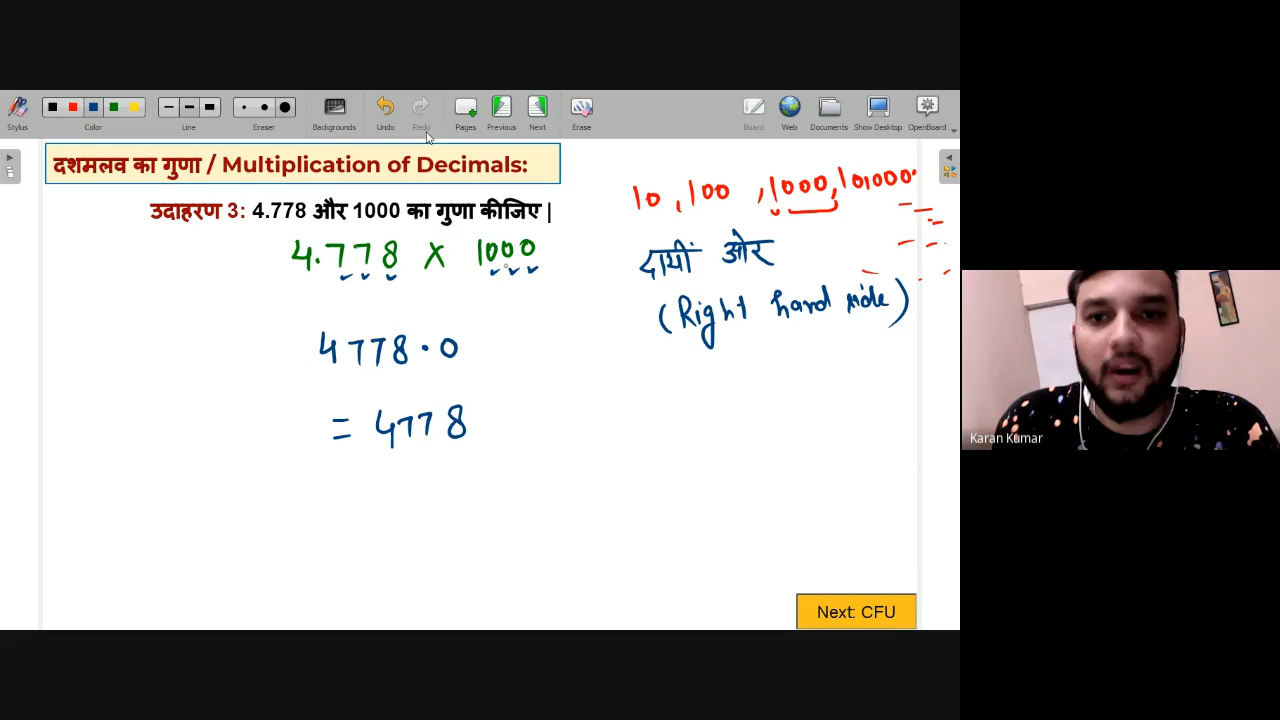 Stylus Color Line Eraser Backgrounds Undo Redo Pages Previous Next Erase Board Web Documents Show Desktop OpenBoard
दशमलव का गुणा / Multiplication of Decimals:
उदाहरण 3: 4.778 और 1000 का गुणा कीजिए |
10, 100, 1000, 101000
4.778 X 1000
दायीं ओर
(Right hard side)
4778.0
= 4778
Karan Kumar
Next: CFU